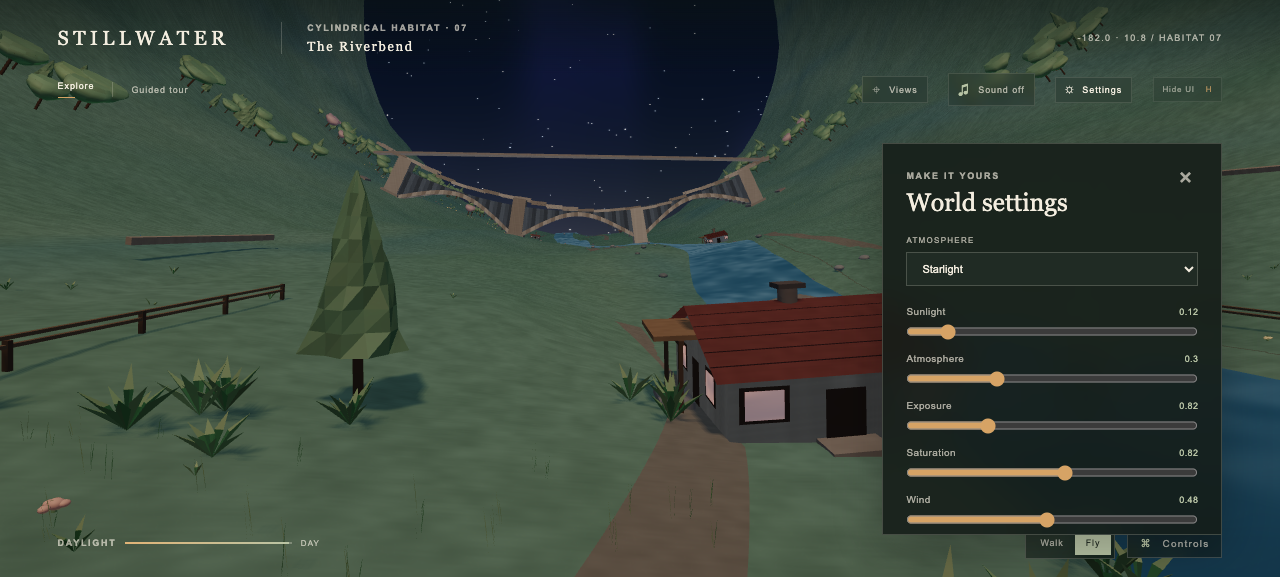 STILLWATER
CYLINDRICAL HABITAT · 07
The Riverbend
-182.0 · 10.8 / HABITAT 07
Explore
Guided tour
Views
Sound off
Settings
Hide UI H
MAKE IT YOURS
World settings
ATMOSPHERE
Starlight
Sunlight 0.12
Atmosphere 0.3
Exposure 0.82
Saturation 0.82
Wind 0.48
DAYLIGHT DAY
Walk Fly
⌘ Controls